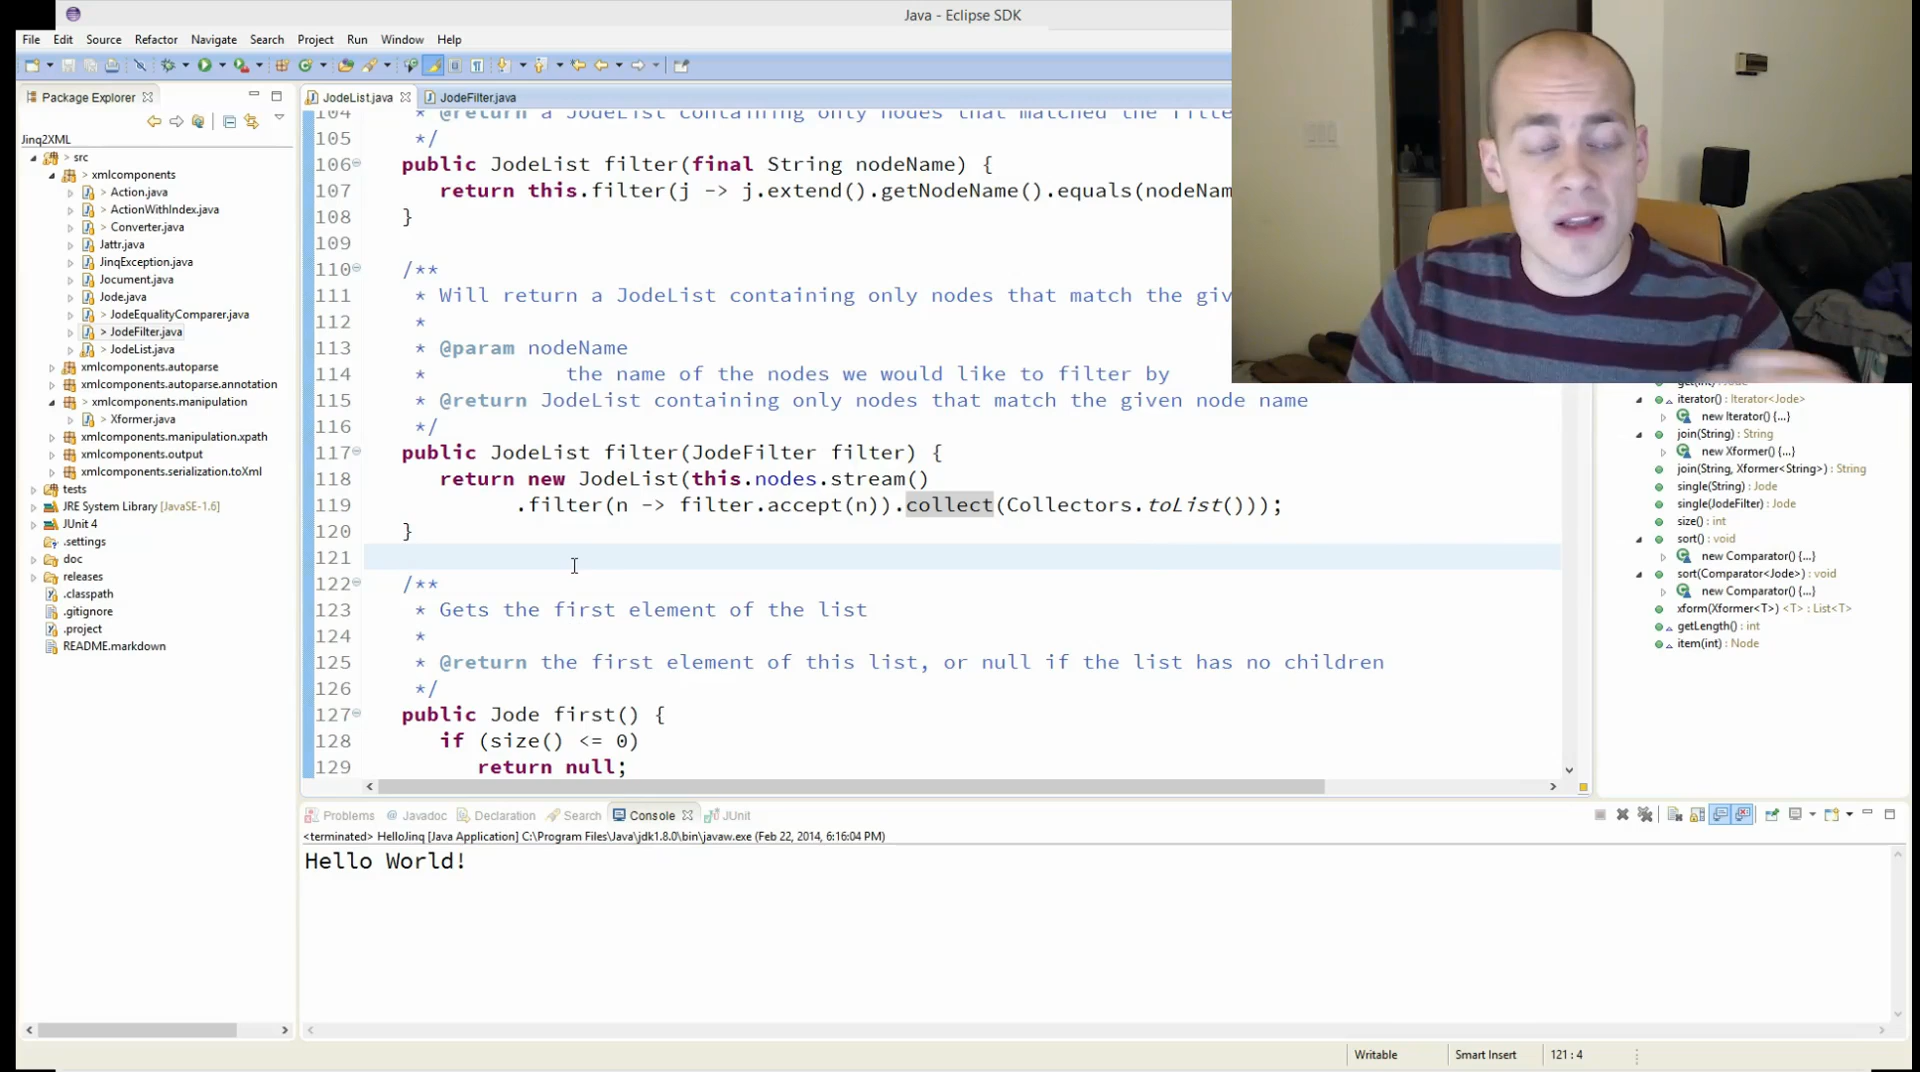 Java - Eclipse SDK
File Edit Source Refactor Navigate Search Project Run Window Help
Package Explorer
JodeList.java
JodeFilter.java
Jinq2XML
> src
> xmlcomponents
> Action.java
> ActionWithIndex.java
> Converter.java
Jattr.java
JinqException.java
Jocument.java
Jode.java
> JodeEqualityComparer.java
> JodeFilter.java
> JodeList.java
xmlcomponents.autoparse
xmlcomponents.autoparse.annotation
> xmlcomponents.manipulation
> Xformer.java
xmlcomponents.manipulation.xpath
xmlcomponents.output
xmlcomponents.serialization.toXml
tests
JRE System Library [JavaSE-1.6]
JUnit 4
.settings
doc
releases
.classpath
.gitignore
.project
README.markdown
104 * @return a JodeList containing only nodes that matched the filte
105 */
106 public JodeList filter(final String nodeName) {
107 return this.filter(j -> j.extend().getNodeName().equals(nodeNam
108 }
109
110 /**
111 * Will return a JodeList containing only nodes that match the giv
112 *
113 * @param nodeName
114 * the name of the nodes we would like to filter by
115 * @return JodeList containing only nodes that match the given node name
116 */
117 public JodeList filter(JodeFilter filter) {
118 return new JodeList(this.nodes.stream()
119 .filter(n -> filter.accept(n)).collect(Collectors.toList()));
120 }
121
122 /**
123 * Gets the first element of the list
124 *
125 * @return the first element of this list, or null if the list has no children
126 */
127 public Jode first() {
128 if (size() <= 0)
129 return null;
get(int) : Jode
iterator() : Iterator<Jode>
new Iterator() {...}
join(String) : String
new Xformer() {...}
join(String, Xformer<String>) : String
single(String) : Jode
single(JodeFilter) : Jode
size() : int
sort() : void
new Comparator() {...}
sort(Comparator<Jode>) : void
new Comparator() {...}
xform(Xformer<T>) <T> : List<T>
getLength() : int
item(int) : Node
Problems @ Javadoc Declaration Search Console JUnit
<terminated> HelloJinq [Java Application] C:\Program Files\Java\jdk1.8.0\bin\javaw.exe (Feb 22, 2014, 6:16:04 PM)
Hello World!
Writable Smart Insert 121 : 4